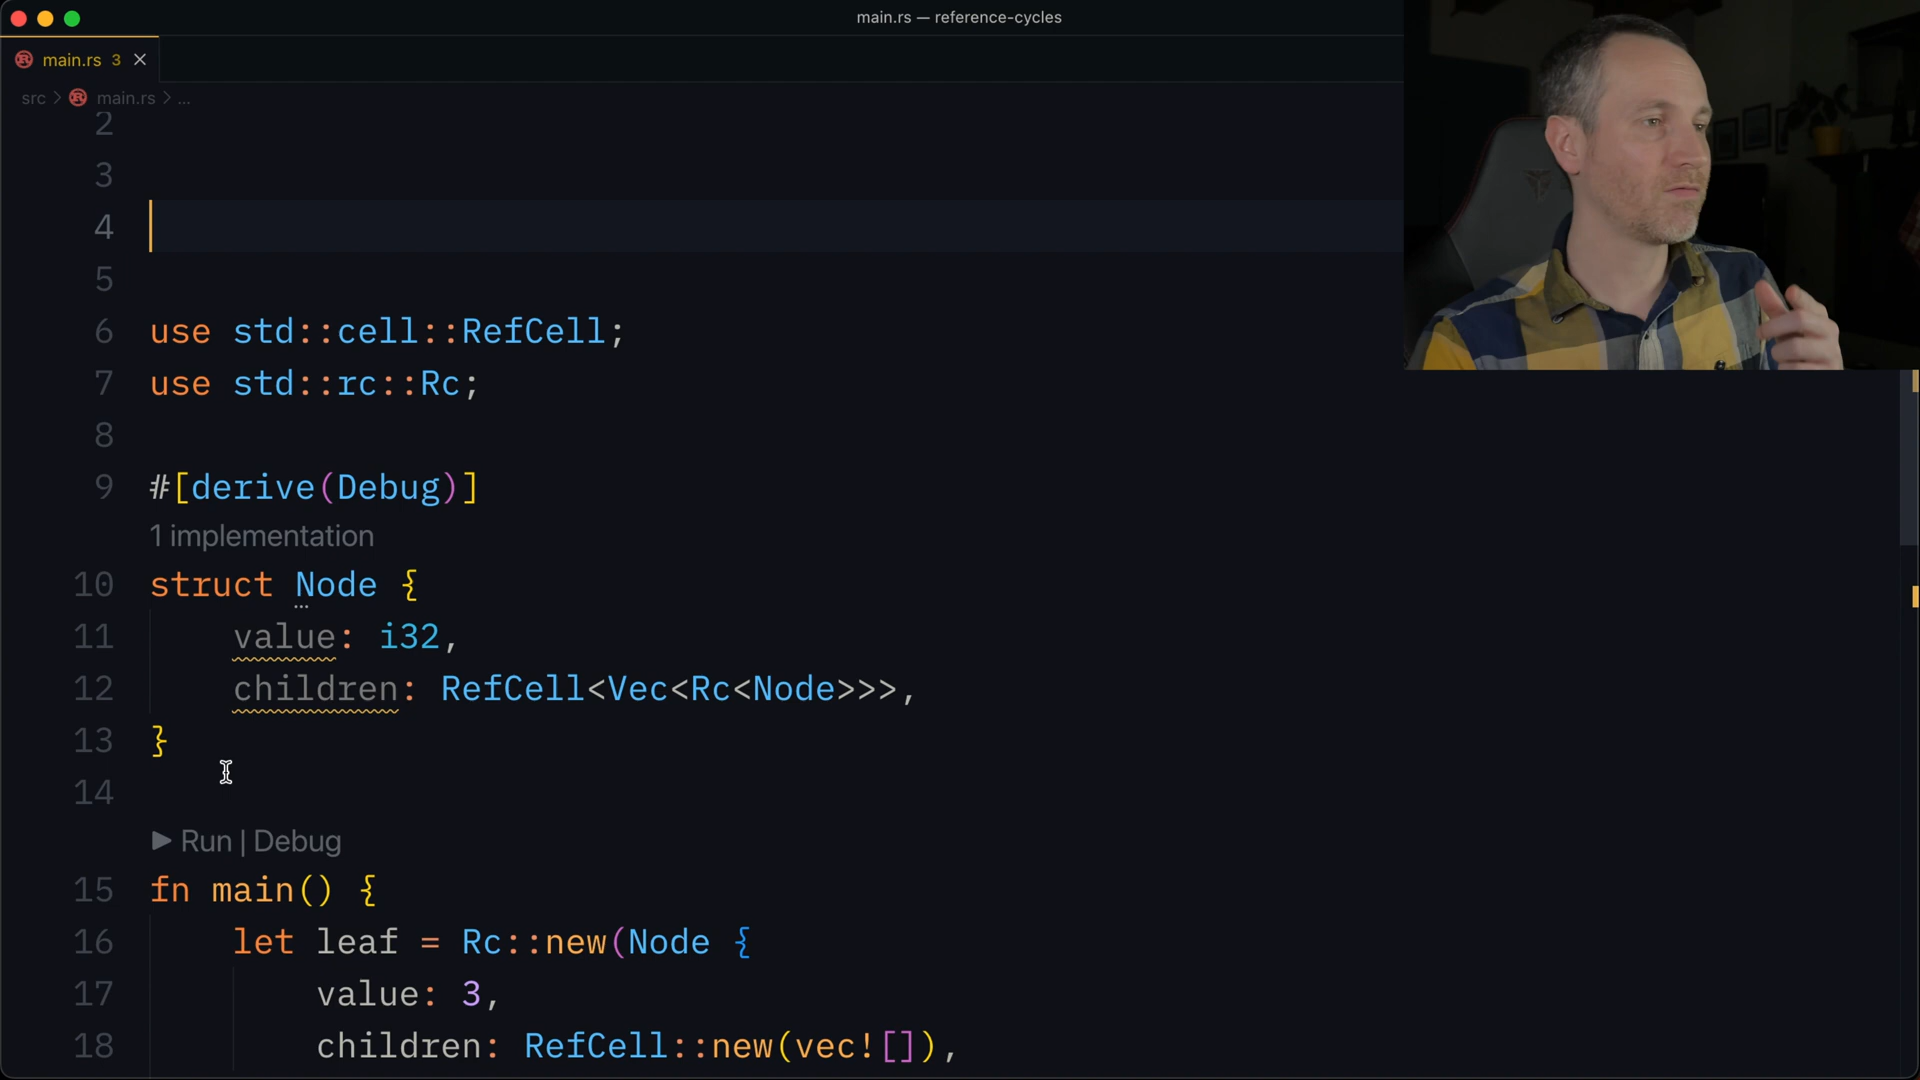 main.rs — reference-cycles
main.rs 3
src > main.rs > ...
2
3
4
5
6 use std::cell::RefCell;
7 use std::rc::Rc;
8
9 #[derive(Debug)]
1 implementation
10 struct Node {
11     value: i32,
12     children: RefCell<Vec<Rc<Node>>>,
13 }
14
Run | Debug
15 fn main() {
16     let leaf = Rc::new(Node {
17         value: 3,
18         children: RefCell::new(vec![]),